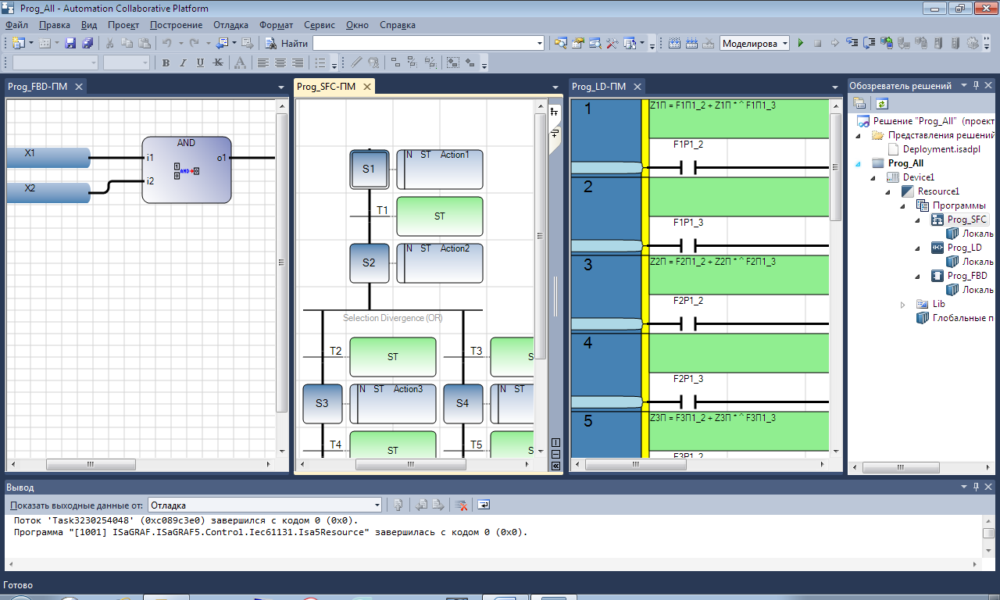 Prog_All - Automation Collaborative Platform
Файл Правка Вид Проект Построение Отладка Формат Сервис Окно Справка
Найти Моделирова
B I U K A
Prog_FBD-ПМ
X1
X2
AND
i1 o1
i2
AND
Prog_SFC-ПМ
S1 N ST Action1
T1 ST
S2 N ST Action2
Selection Divergence (OR)
T2 ST T3 S
S3 N ST Action3 S4 N ST
T4 ST T5 S
Prog_LD-ПМ
1 Z1П = F1П1_2 + Z1П * ^ F1П1_3
F1P1_2
2
F1P1_3
3 Z2П = F2П1_2 + Z2П * ^ F2П1_3
F2P1_2
4
F2P1_3
5 Z3П = F3П1_2 + Z3П * ^ F3П1_3
F3P1_2
Обозреватель решений
Решение "Prog_All" (проект
Представления решений
Deployment.isadpl
Prog_All
Device1
Resource1
Программы
Prog_SFC
Локаль
Prog_LD
Локаль
Prog_FBD
Локаль
Lib
Глобальные п
Вывод
Показать выходные данные от: Отладка
Поток 'Task3230254048' (0xc089c3e0) завершился с кодом 0 (0x0).
Программа "[1001] ISaGRAF.ISaGRAF5.Control.Iec61131.Isa5Resource" завершилась с кодом 0 (0x0).
Готово